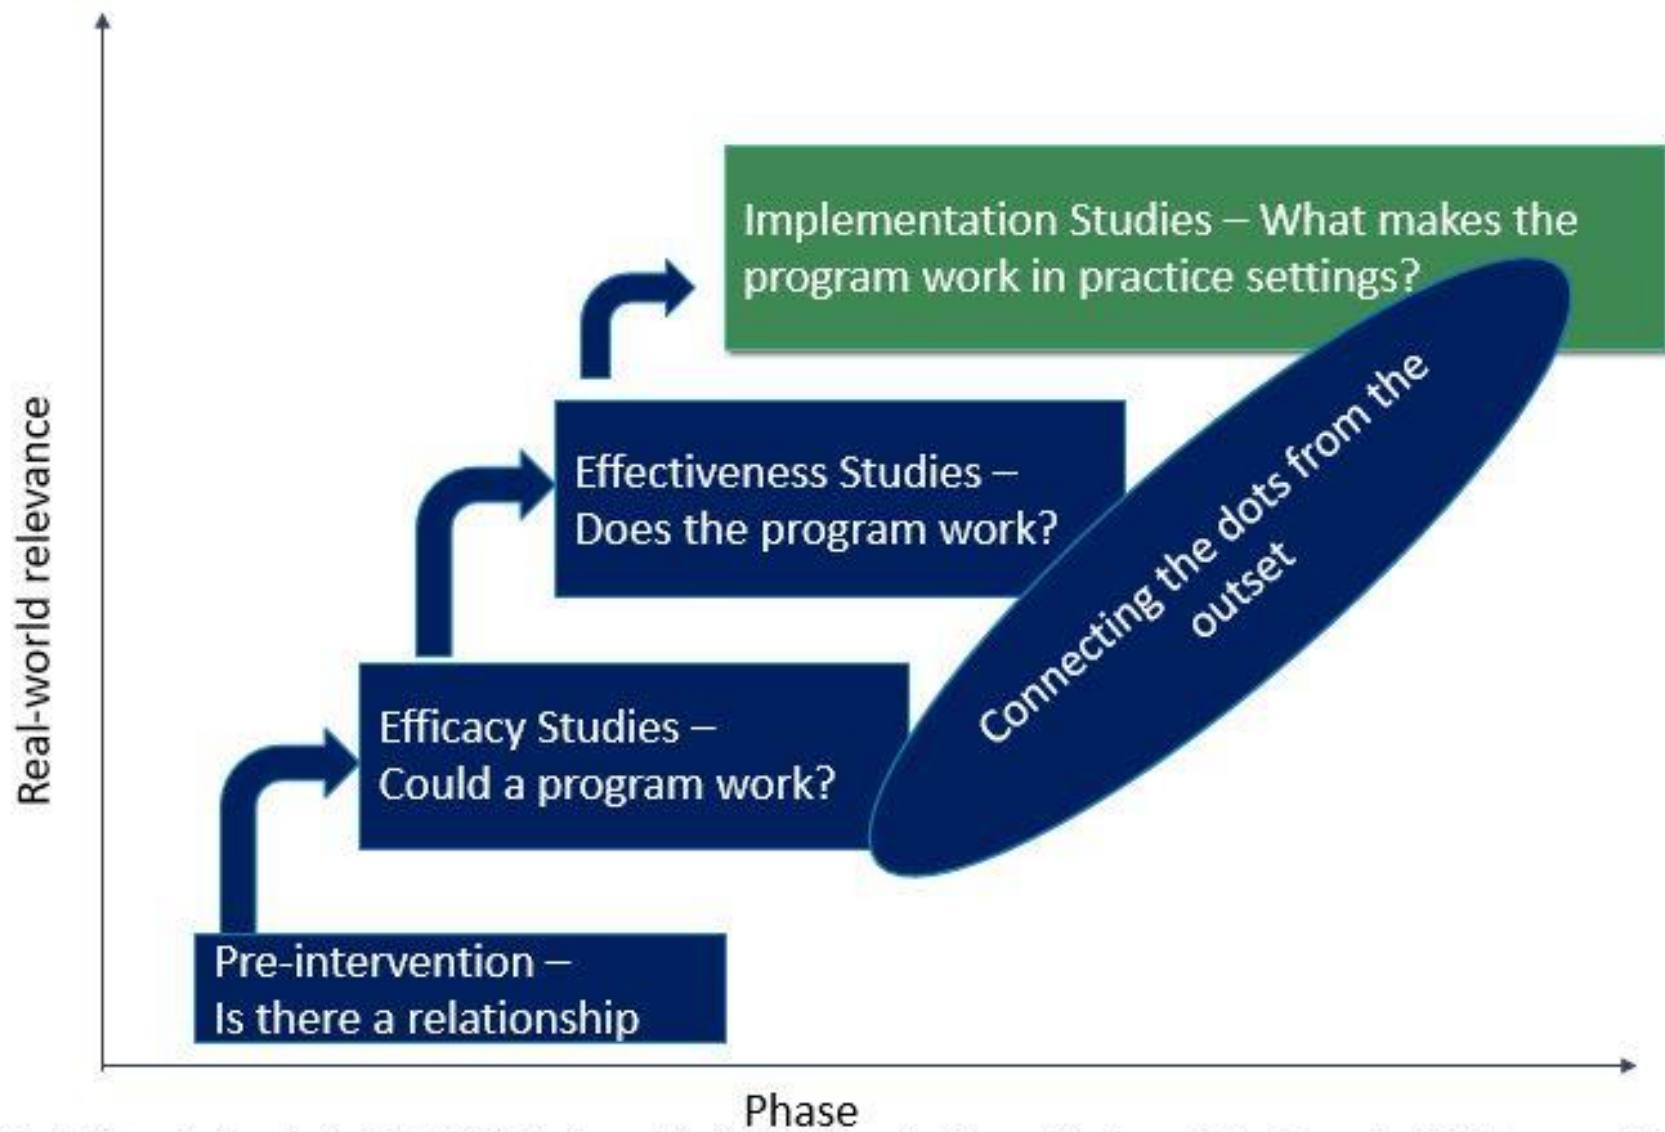 Implementation Studies – What makes the
program work in practice settings?
Effectiveness Studies –
Does the program work?
Connecting the dots from the
outset
Efficacy Studies –
Could a program work?
Pre-intervention –
Is there a relationship
Real-world relevance
Phase